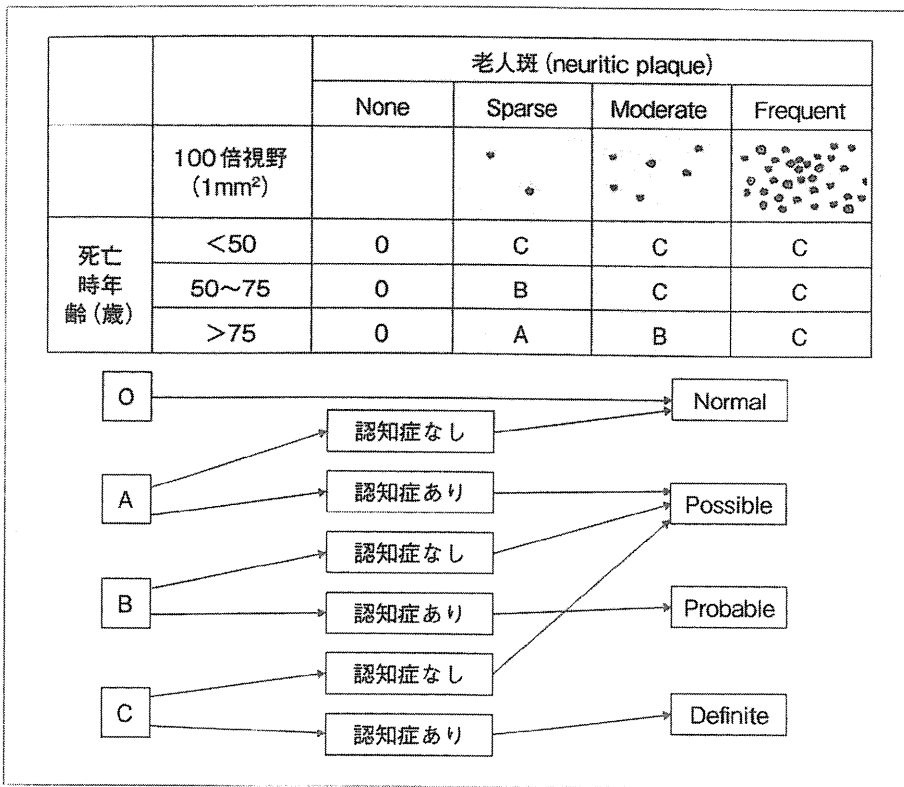 老人斑 (neuritic plaque)
None Sparse Moderate Frequent
100倍視野
(1mm²)
死亡
時年
齢(歳)
<50 0 C C C
50~75 0 B C C
>75 0 A B C
O
Normal
認知症なし
A
認知症あり
Possible
認知症なし
B
認知症あり
Probable
認知症なし
C
認知症あり
Definite